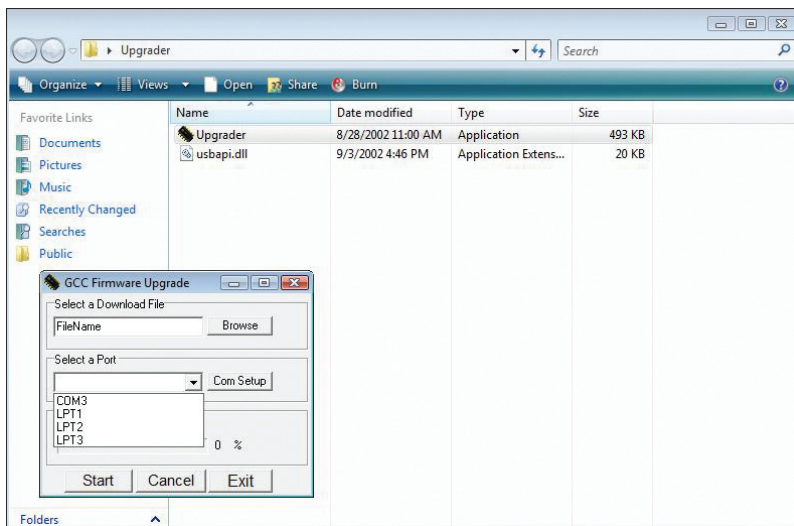 Upgrader
Search
Organize Views Open Share Burn
Favorite Links
Documents
Pictures
Music
Recently Changed
Searches
Public
Folders
Name Date modified Type Size
Upgrader 8/28/2002 11:00 AM Application 493 KB
usbapi.dll 9/3/2002 4:46 PM Application Extens... 20 KB
GCC Firmware Upgrade
Select a Download File
FileName Browse
Select a Port
Com Setup
COM3
LPT1
LPT2
LPT3
0 %
Start Cancel Exit